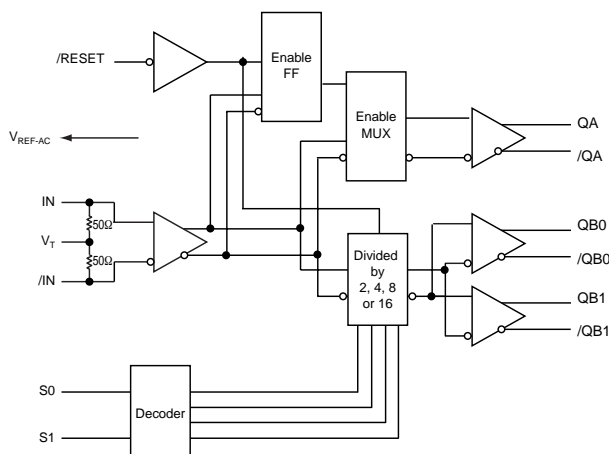 /RESET
Enable
FF
Enable
MUX
QA
/QA
VREF-AC
IN
50Ω
VT
50Ω
/IN
Divided
by
2, 4, 8
or 16
QB0
/QB0
QB1
/QB1
S0
Decoder
S1